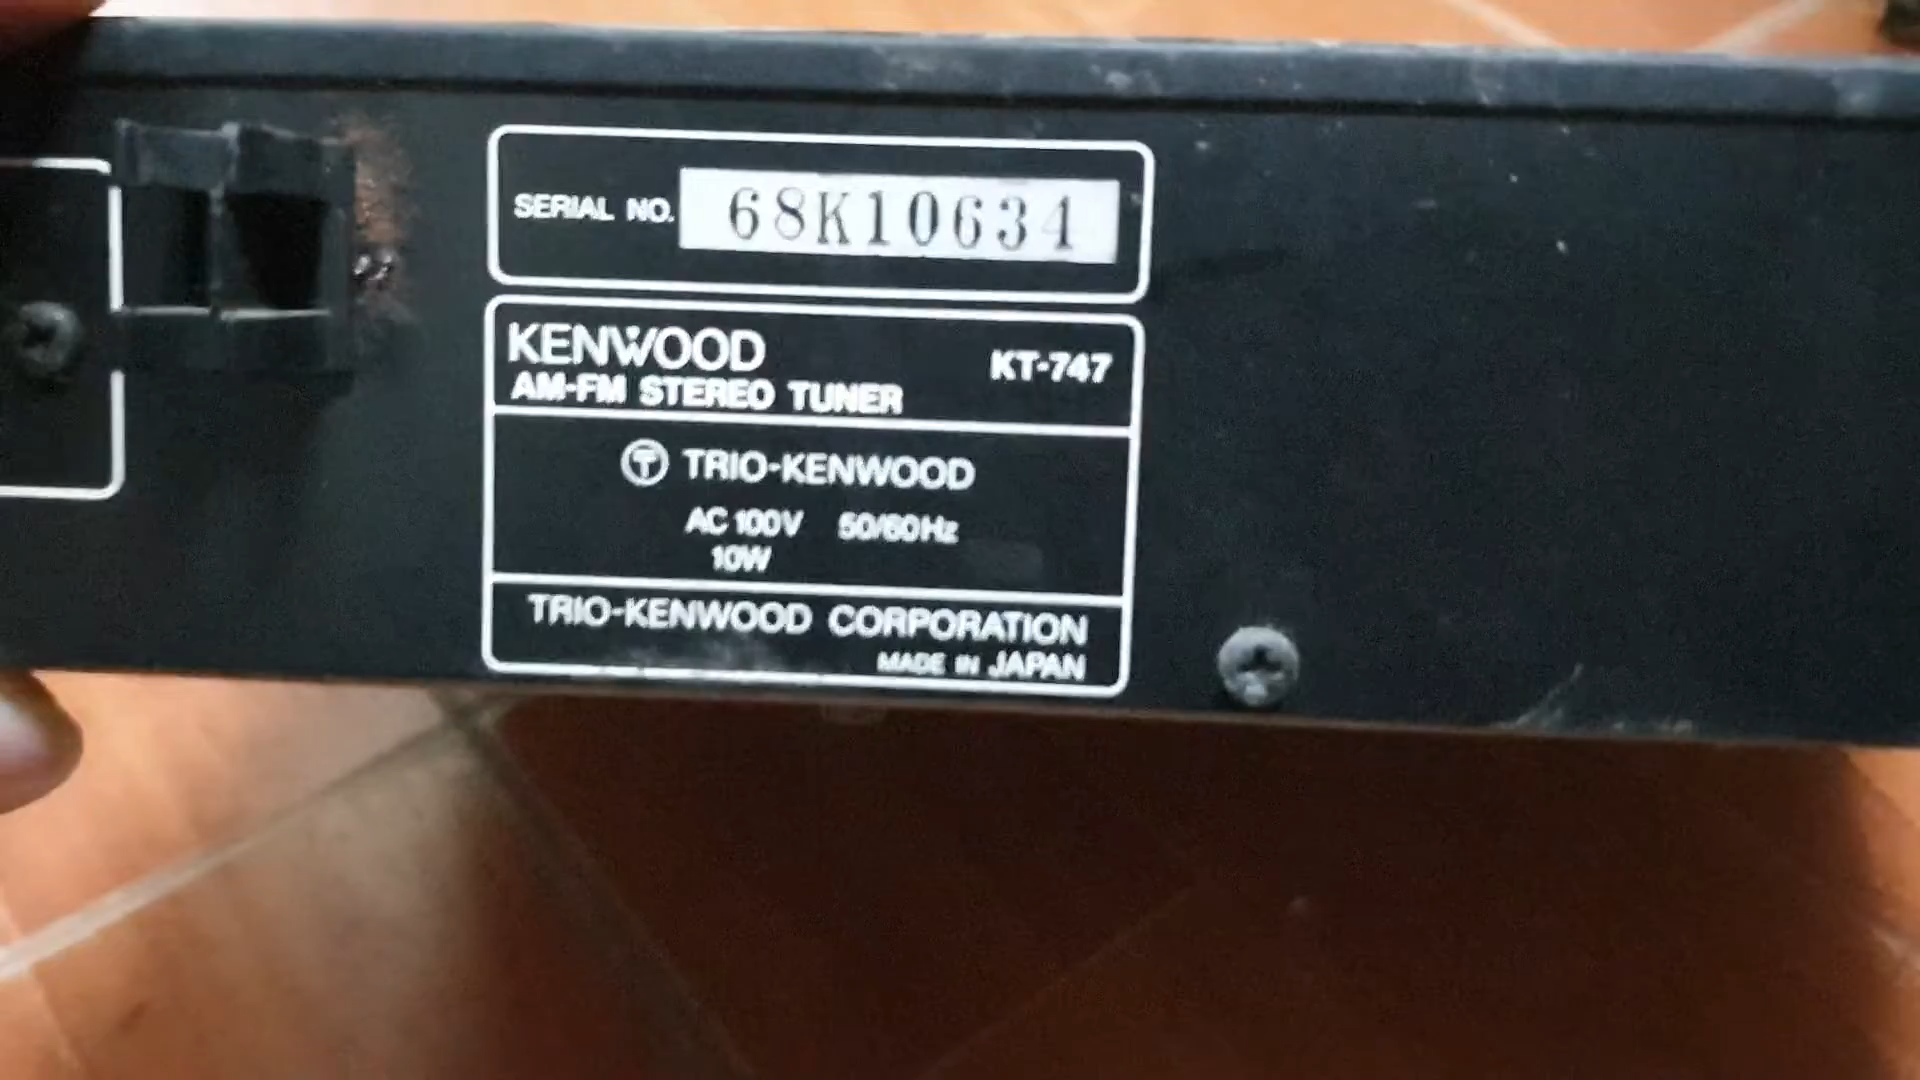 SERIAL NO. 68K10634
KENWOOD KT-747
AM-FM STEREO TUNER
TRIO-KENWOOD
AC 100V 50/60Hz
10W
TRIO-KENWOOD CORPORATION
MADE IN JAPAN